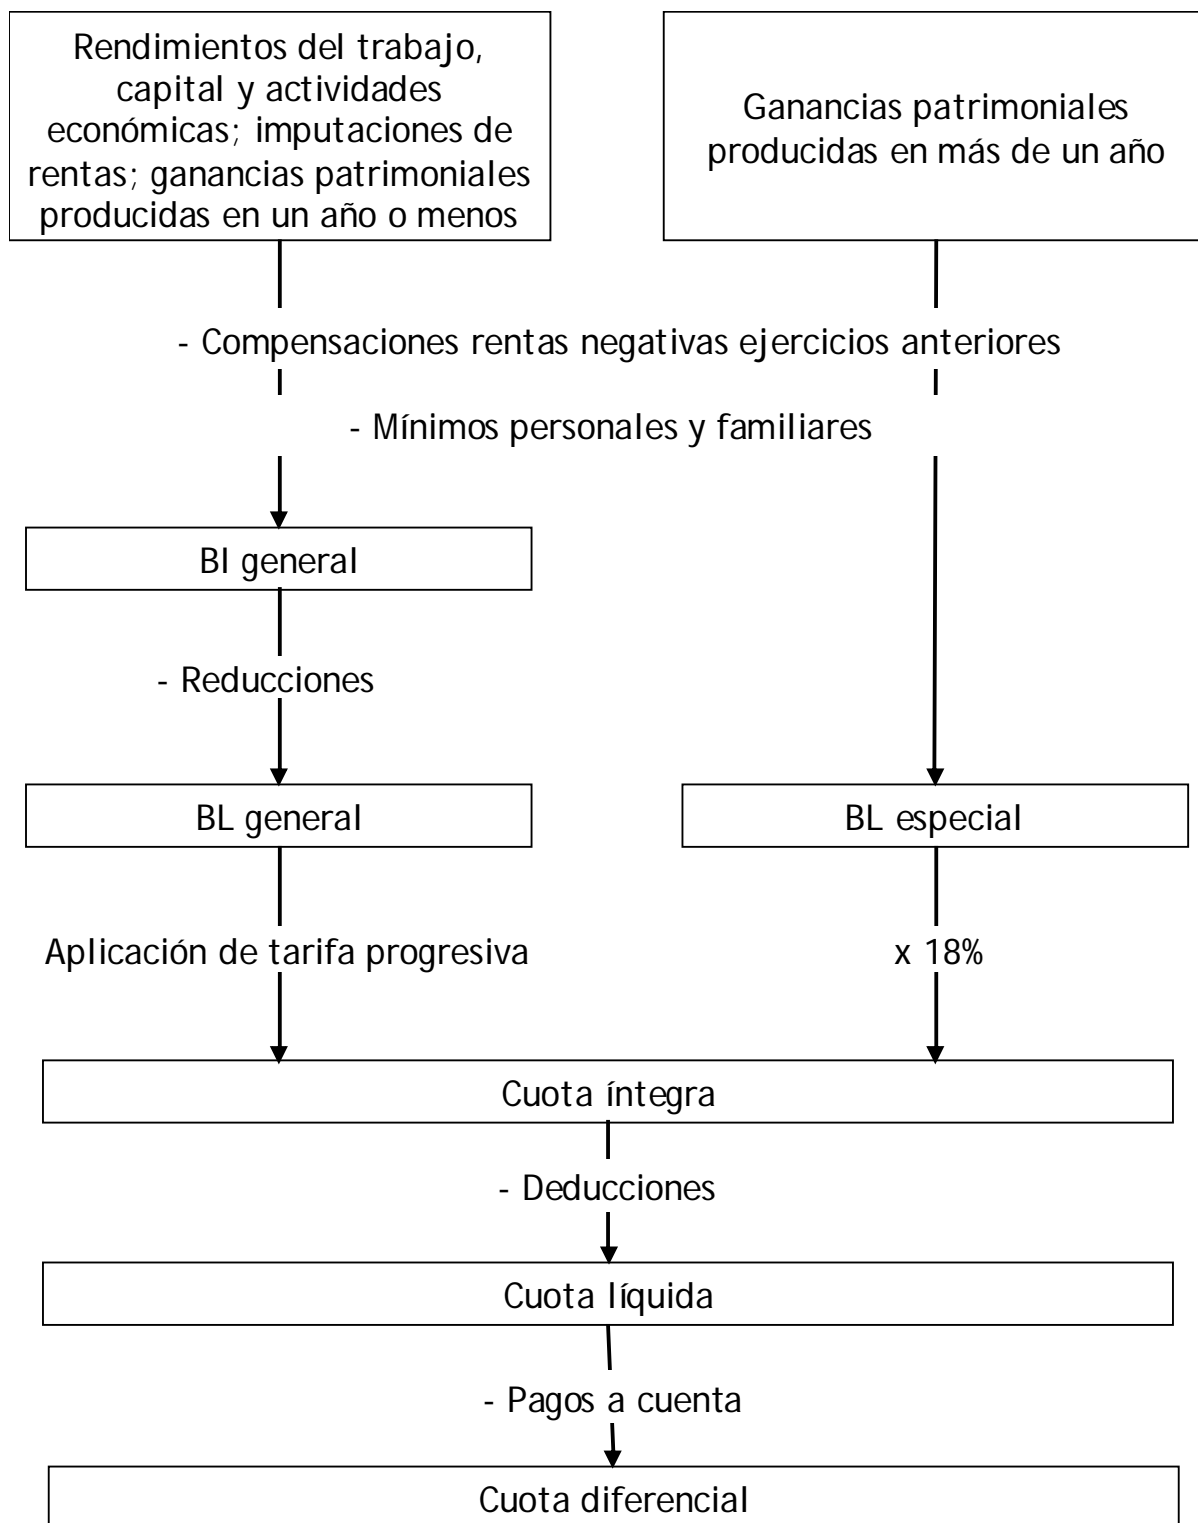 Rendimientos del trabajo,
capital y actividades
económicas; imputaciones de
rentas; ganancias patrimoniales
producidas en un año o menos
Ganancias patrimoniales
producidas en más de un año
- Compensaciones rentas negativas ejercicios anteriores
- Mínimos personales y familiares
BI general
- Reducciones
BL general
BL especial
Aplicación de tarifa progresiva
x 18%
Cuota íntegra
- Deducciones
Cuota líquida
- Pagos a cuenta
Cuota diferencial